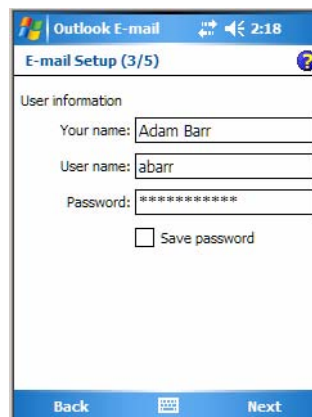 Outlook E-mail 2:18
E-mail Setup (3/5) ?
User information
Your name: Adam Barr
User name: abarr
Password: ***********
Save password
Back Next